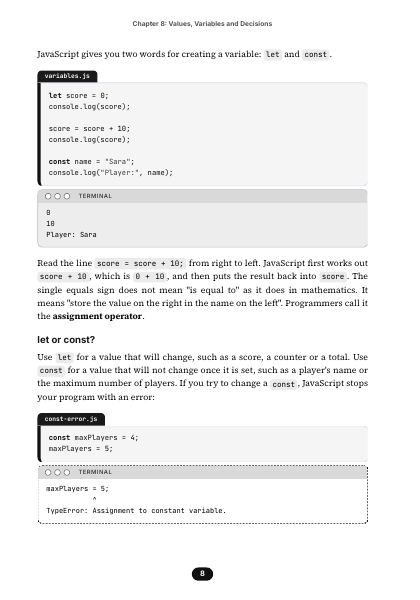 Chapter 8: Values, Variables and Decisions
JavaScript gives you two words for creating a variable: let and const.
variables.js
let score = 0;
console.log(score);
score = score + 10;
console.log(score);
const name = "Sara";
console.log("Player:", name);
TERMINAL
0
10
Player: Sara
Read the line score = score + 10; from right to left. JavaScript first works out
score + 10, which is 0 + 10, and then puts the result back into score. The
single equals sign does not mean "is equal to" as it does in mathematics. It
means "store the value on the right in the name on the left". Programmers call it
the assignment operator.
let or const?
Use let for a value that will change, such as a score, a counter or a total. Use
const for a value that will not change once it is set, such as a player's name or
the maximum number of players. If you try to change a const, JavaScript stops
your program with an error:
const-error.js
const maxPlayers = 4;
maxPlayers = 5;
TERMINAL
maxPlayers = 5;
^
TypeError: Assignment to constant variable.
8